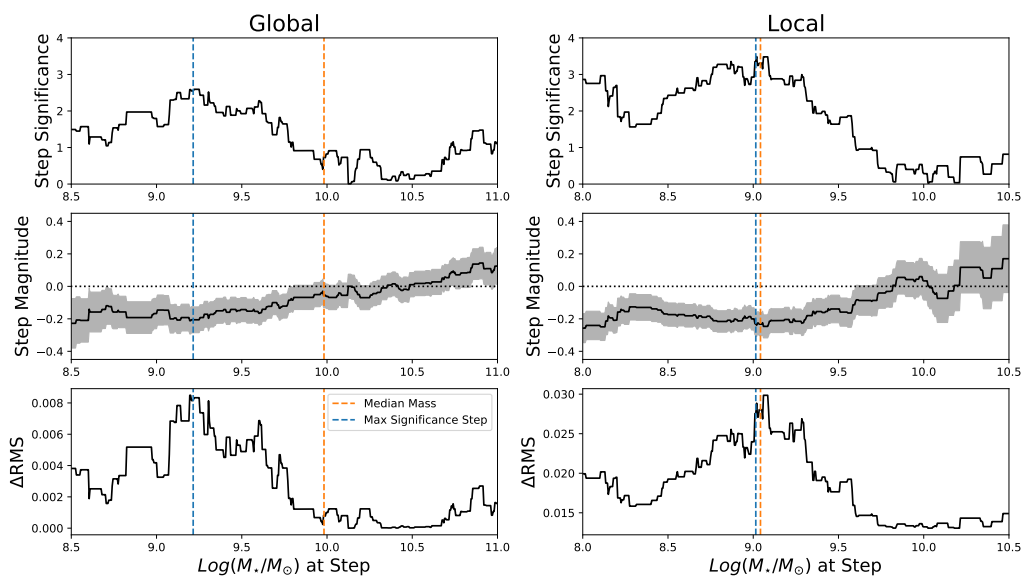 Global
Local
Step Significance
4
3
2
1
0
8.5 9.0 9.5 10.0 10.5 11.0
Step Significance
4
3
2
1
0
8.0 8.5 9.0 9.5 10.0 10.5
Step Magnitude
0.4
0.2
0.0
−0.2
−0.4
8.5 9.0 9.5 10.0 10.5 11.0
Step Magnitude
0.4
0.2
0.0
−0.2
−0.4
8.0 8.5 9.0 9.5 10.0 10.5
ΔRMS
0.008
0.006
0.004
0.002
0.000
Median Mass
Max Significance Step
8.5 9.0 9.5 10.0 10.5 11.0
Log(M⋆/M⊙) at Step
ΔRMS
0.030
0.025
0.020
0.015
8.0 8.5 9.0 9.5 10.0 10.5
Log(M⋆/M⊙) at Step